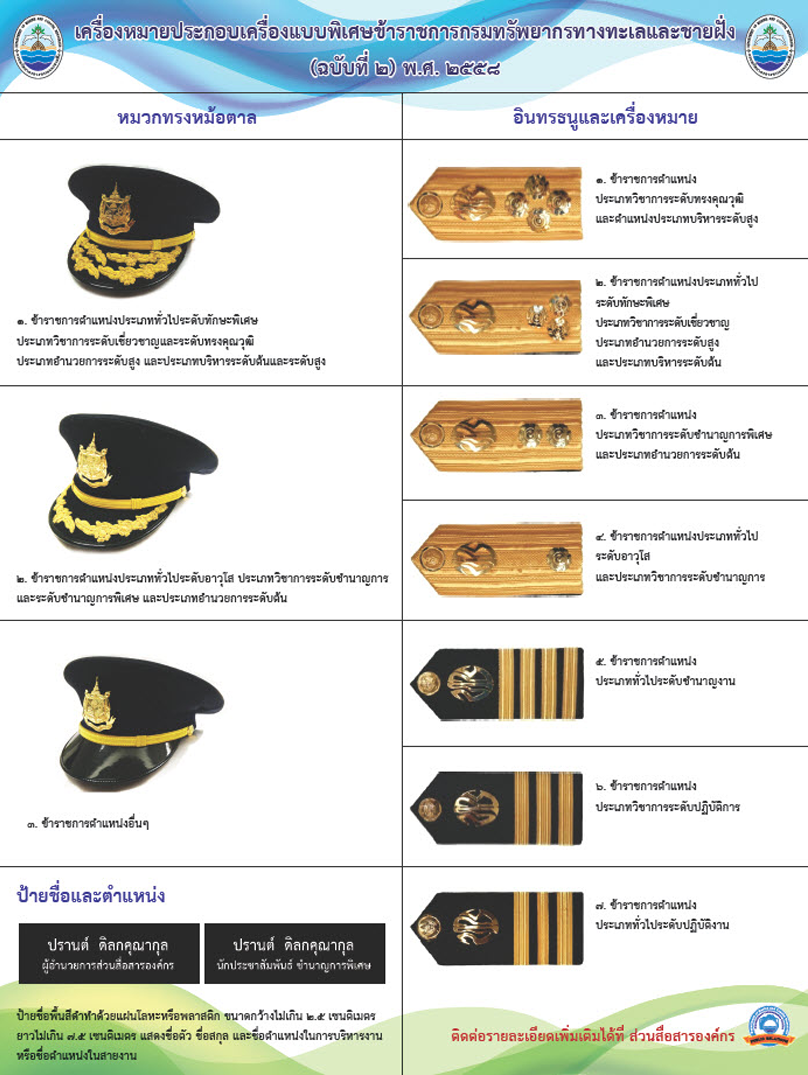 เครื่องหมายประกอบเครื่องแบบพิเศษข้าราชการกรมทรัพยากรทางทะเลและชายฝั่ง
(ฉบับที่ ๒) พ.ศ. ๒๕๕๘
หมวกทรงหม้อตาล
๑. ข้าราชการตำแหน่งประเภททั่วไประดับทักษะพิเศษ
ประเภทวิชาการระดับเชี่ยวชาญและระดับทรงคุณวุฒิ
ประเภทอำนวยการระดับสูง และประเภทบริหารระดับต้นและระดับสูง
๒. ข้าราชการตำแหน่งประเภททั่วไประดับอาวุโส ประเภทวิชาการระดับชำนาญการ
และระดับชำนาญการพิเศษ และประเภทอำนวยการระดับต้น
๓. ข้าราชการตำแหน่งอื่นๆ
อินทรธนูและเครื่องหมาย
๑. ข้าราชการตำแหน่ง
ประเภทวิชาการระดับทรงคุณวุฒิ
และตำแหน่งประเภทบริหารระดับสูง
๒. ข้าราชการตำแหน่งประเภททั่วไป
ระดับทักษะพิเศษ
ประเภทวิชาการระดับเชี่ยวชาญ
ประเภทอำนวยการระดับสูง
และประเภทบริหารระดับต้น
๓. ข้าราชการตำแหน่ง
ประเภทวิชาการระดับชำนาญการพิเศษ
และประเภทอำนวยการระดับต้น
๔. ข้าราชการตำแหน่งประเภททั่วไป
ระดับอาวุโส
และประเภทวิชาการระดับชำนาญการ
๕. ข้าราชการตำแหน่ง
ประเภททั่วไประดับชำนาญงาน
๖. ข้าราชการตำแหน่ง
ประเภทวิชาการระดับปฏิบัติการ
๗. ข้าราชการตำแหน่ง
ประเภททั่วไประดับปฏิบัติงาน
ป้ายชื่อและตำแหน่ง
ปรานต์ ดิลกคุณากุล
ผู้อำนวยการส่วนสื่อสารองค์กร
ปรานต์ ดิลกคุณากุล
นักประชาสัมพันธ์ ชำนาญการพิเศษ
ป้ายชื่อพื้นสีดำทำด้วยแผ่นโลหะหรือพลาสติก ขนาดกว้างไม่เกิน ๒.๕ เซนติเมตร
ยาวไม่เกิน ๗.๕ เซนติเมตร แสดงชื่อตัว ชื่อสกุล และชื่อตำแหน่งในการบริหารงาน
หรือชื่อตำแหน่งในสายงาน
ติดต่อรายละเอียดเพิ่มเติมได้ที่ ส่วนสื่อสารองค์กร
PUBLIC RELATIONS